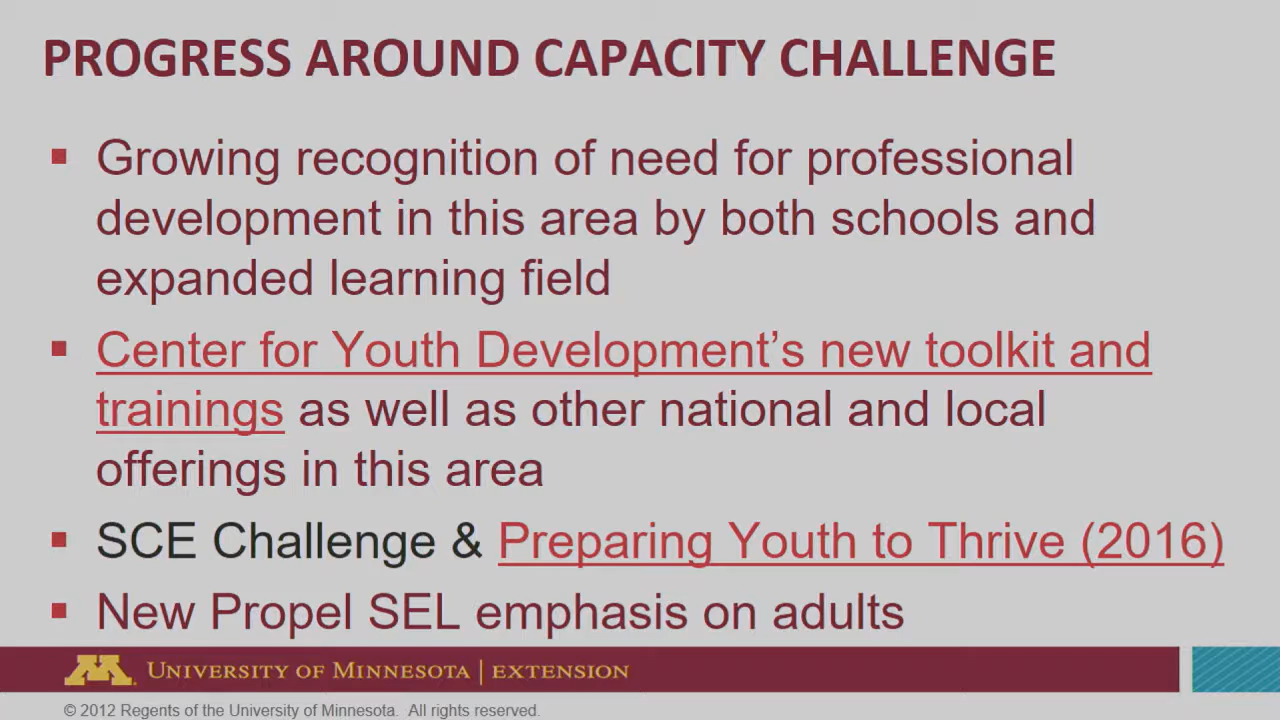 PROGRESS AROUND CAPACITY CHALLENGE
▪ Growing recognition of need for professional
development in this area by both schools and
expanded learning field
▪ Center for Youth Development’s new toolkit and
trainings as well as other national and local
offerings in this area
▪ SCE Challenge & Preparing Youth to Thrive (2016)
▪ New Propel SEL emphasis on adults
M UNIVERSITY OF MINNESOTA | EXTENSION
© 2012 Regents of the University of Minnesota. All rights reserved.